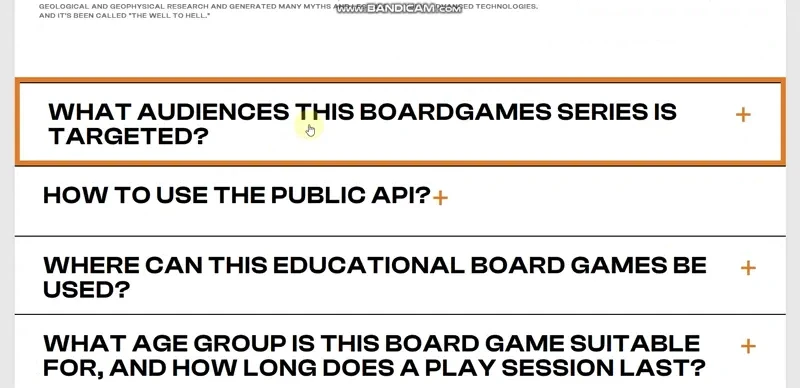 GEOLOGICAL AND GEOPHYSICAL RESEARCH AND GENERATED MANY MYTHS AND
TECHNOLOGIES.
AND IT'S BEEN CALLED "THE WELL TO HELL."
www.BANDICAM.com
WHAT AUDIENCES THIS BOARDGAMES SERIES IS
TARGETED?
HOW TO USE THE PUBLIC API?
WHERE CAN THIS EDUCATIONAL BOARD GAMES BE
USED?
WHAT AGE GROUP IS THIS BOARD GAME SUITABLE
FOR, AND HOW LONG DOES A PLAY SESSION LAST?